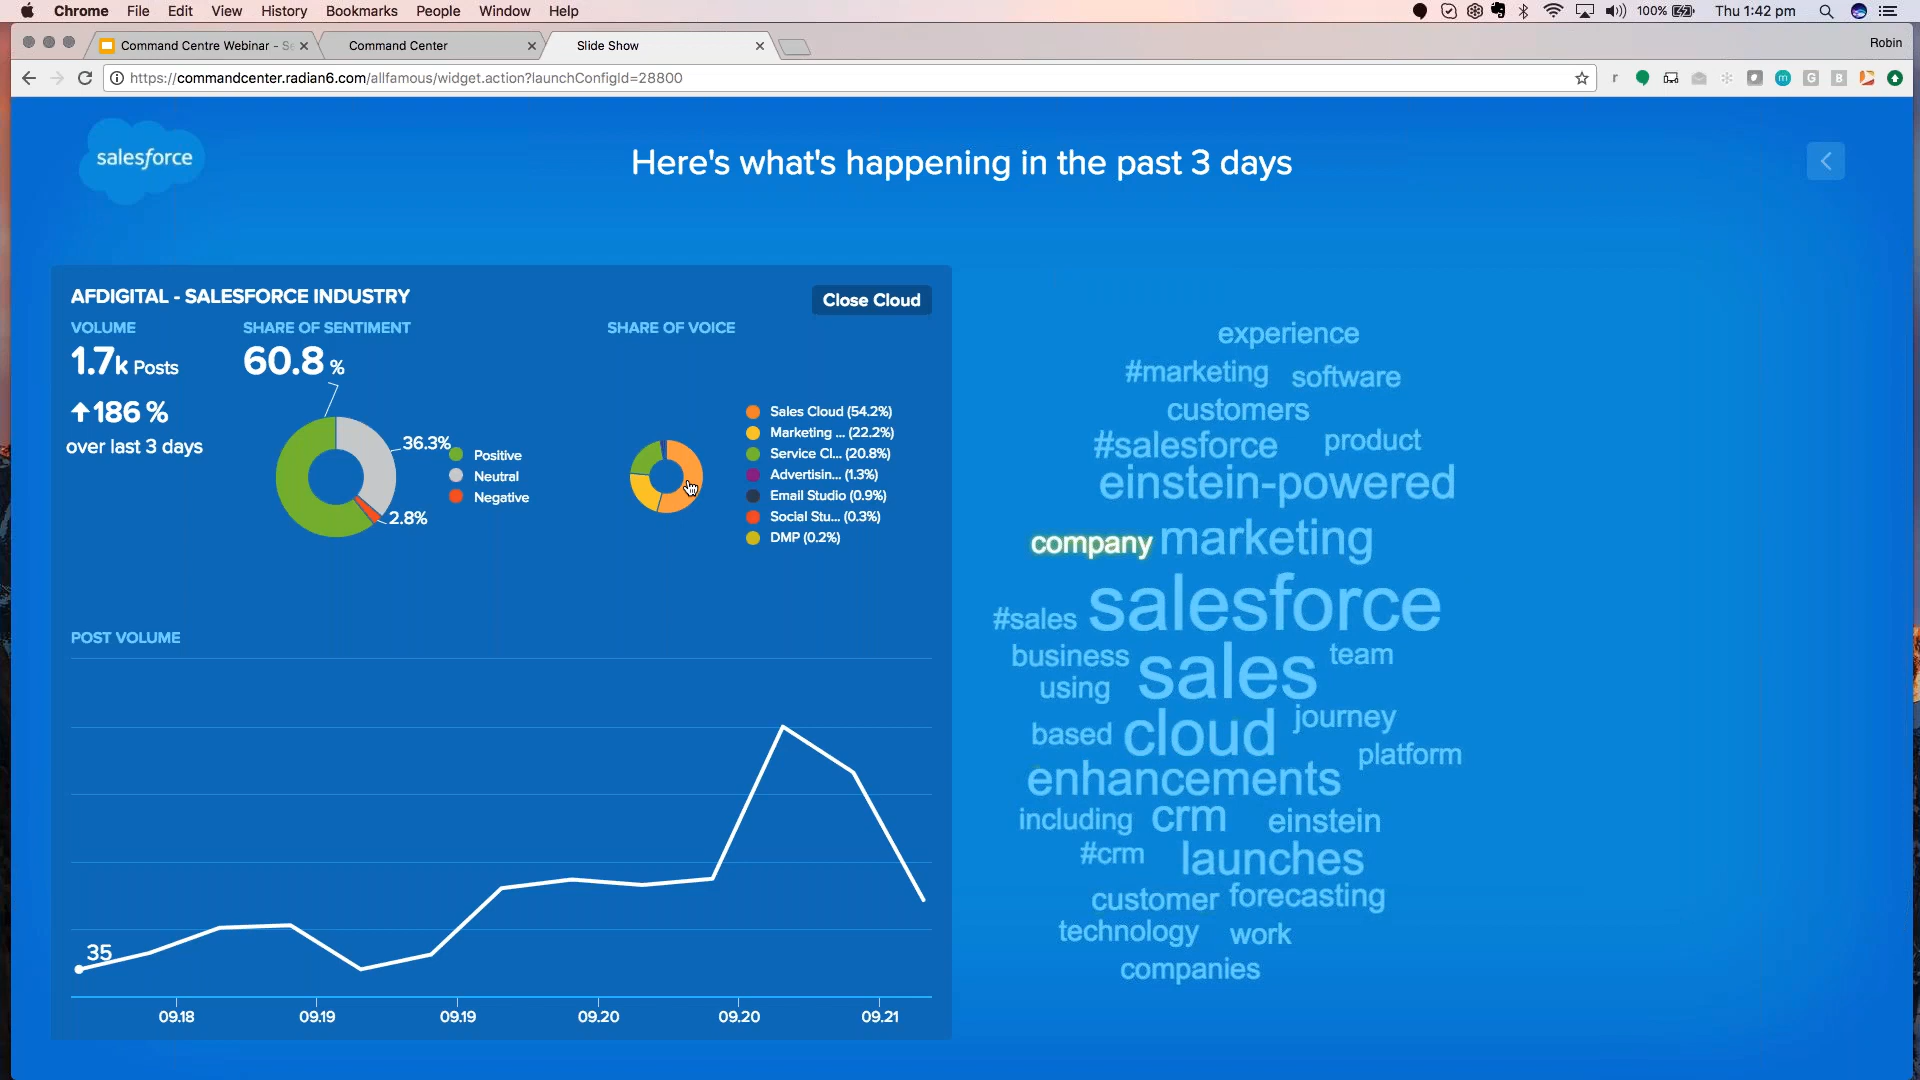 Chrome File Edit View History Bookmarks People Window Help 100% Thu 1:42 pm
Command Centre Webinar - Se
Command Center
Slide Show
Robin
https://commandcenter.radian6.com/allfamous/widget.action?launchConfigId=28800
salesforce
Here's what's happening in the past 3 days
AFDIGITAL - SALESFORCE INDUSTRY
Close Cloud
VOLUME
1.7k Posts
186 %
over last 3 days
SHARE OF SENTIMENT
60.8 %
36.3%
2.8%
Positive
Neutral
Negative
SHARE OF VOICE
Sales Cloud (54.2%)
Marketing ... (22.2%)
Service Cl... (20.8%)
Advertisin... (1.3%)
Email Studio (0.9%)
Social Stu... (0.3%)
DMP (0.2%)
POST VOLUME
35
09.18 09.19 09.19 09.20 09.20 09.21
experience
#marketing software
customers
#salesforce product
einstein-powered
company marketing
#sales salesforce
business sales team
using
based cloud journey
platform
enhancements
including crm einstein
#crm launches
customer forecasting
technology work
companies